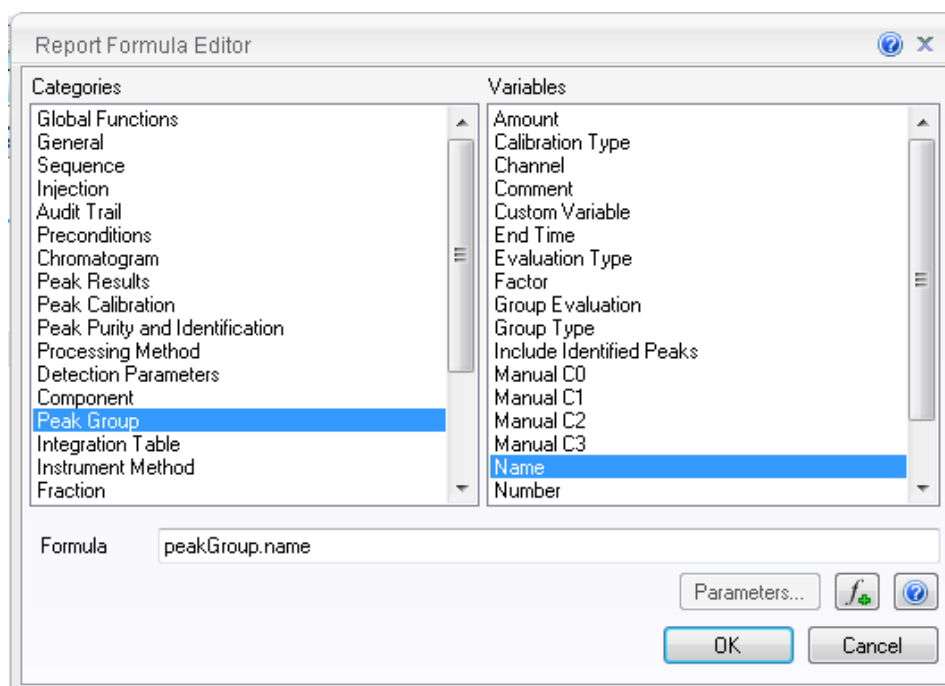 Report Formula Editor
Categories
Global Functions
General
Sequence
Injection
Audit Trail
Preconditions
Chromatogram
Peak Results
Peak Calibration
Peak Purity and Identification
Processing Method
Detection Parameters
Component
Peak Group
Integration Table
Instrument Method
Fraction
Variables
Amount
Calibration Type
Channel
Comment
Custom Variable
End Time
Evaluation Type
Factor
Group Evaluation
Group Type
Include Identified Peaks
Manual C0
Manual C1
Manual C2
Manual C3
Name
Number
Formula peakGroup.name
Parameters...
OK Cancel